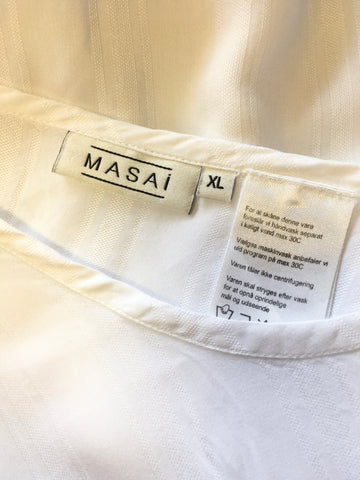 MASAi
XL
For at skåne denne vare
foreslår vi håndvask separat
i køligt vand max 30C
Vælges maskinvask anbefaler vi
uld program på max 30C
Varen tåler ikke centrifugering
Varen skal stryges efter vask
for at opnå oprindelige
mål og udseende